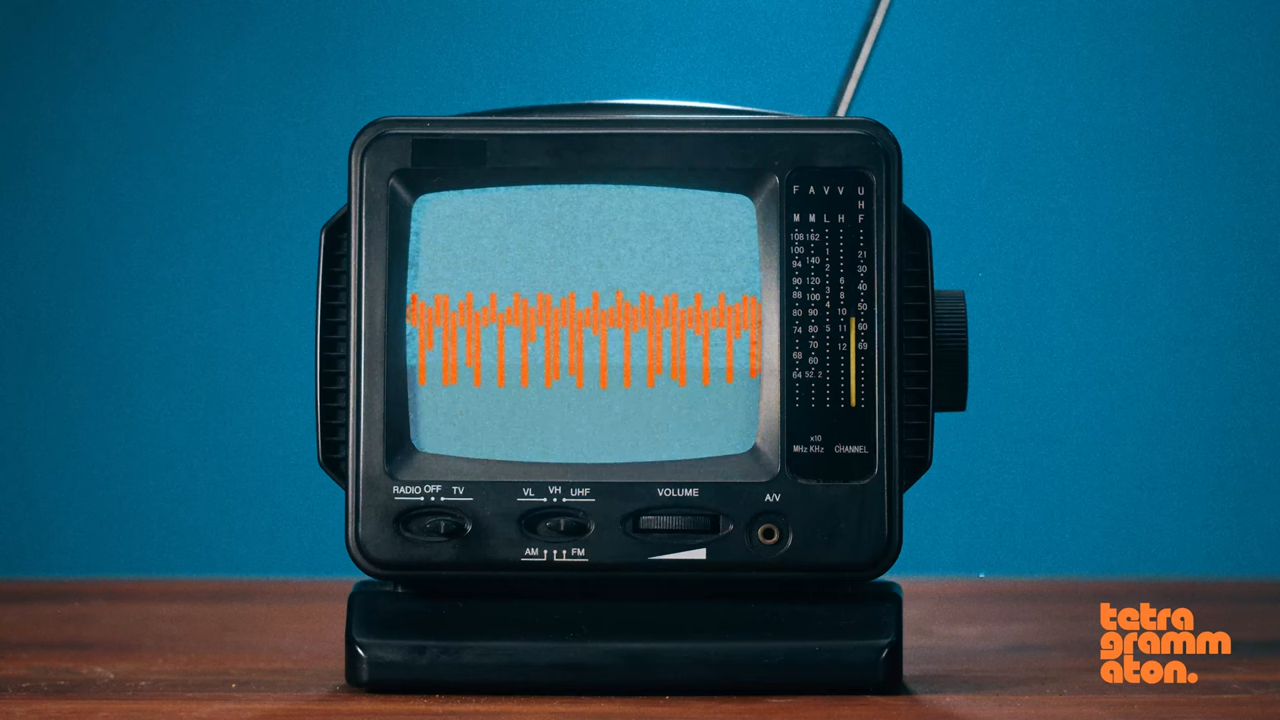 F A V V U
H
M M L H F
108 162
100
1
21
94 140
2
30
90 120 6
3
40
88 100 8
4
50
80 90 10
74 80 5 11 60
70 12 69
68
60
64 52.2
x10
MHz KHz CHANNEL
RADIO OFF TV
VL VH UHF
VOLUME
A/V
AM FM
tetra
gramm
aton.